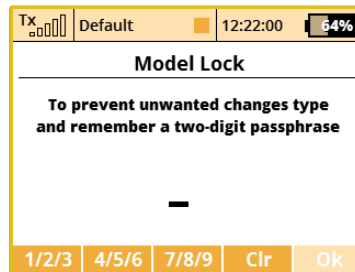 Tx Default 12:22:00 64%
Model Lock
To prevent unwanted changes type
and remember a two-digit passphrase
1/2/3 4/5/6 7/8/9 Clr Ok